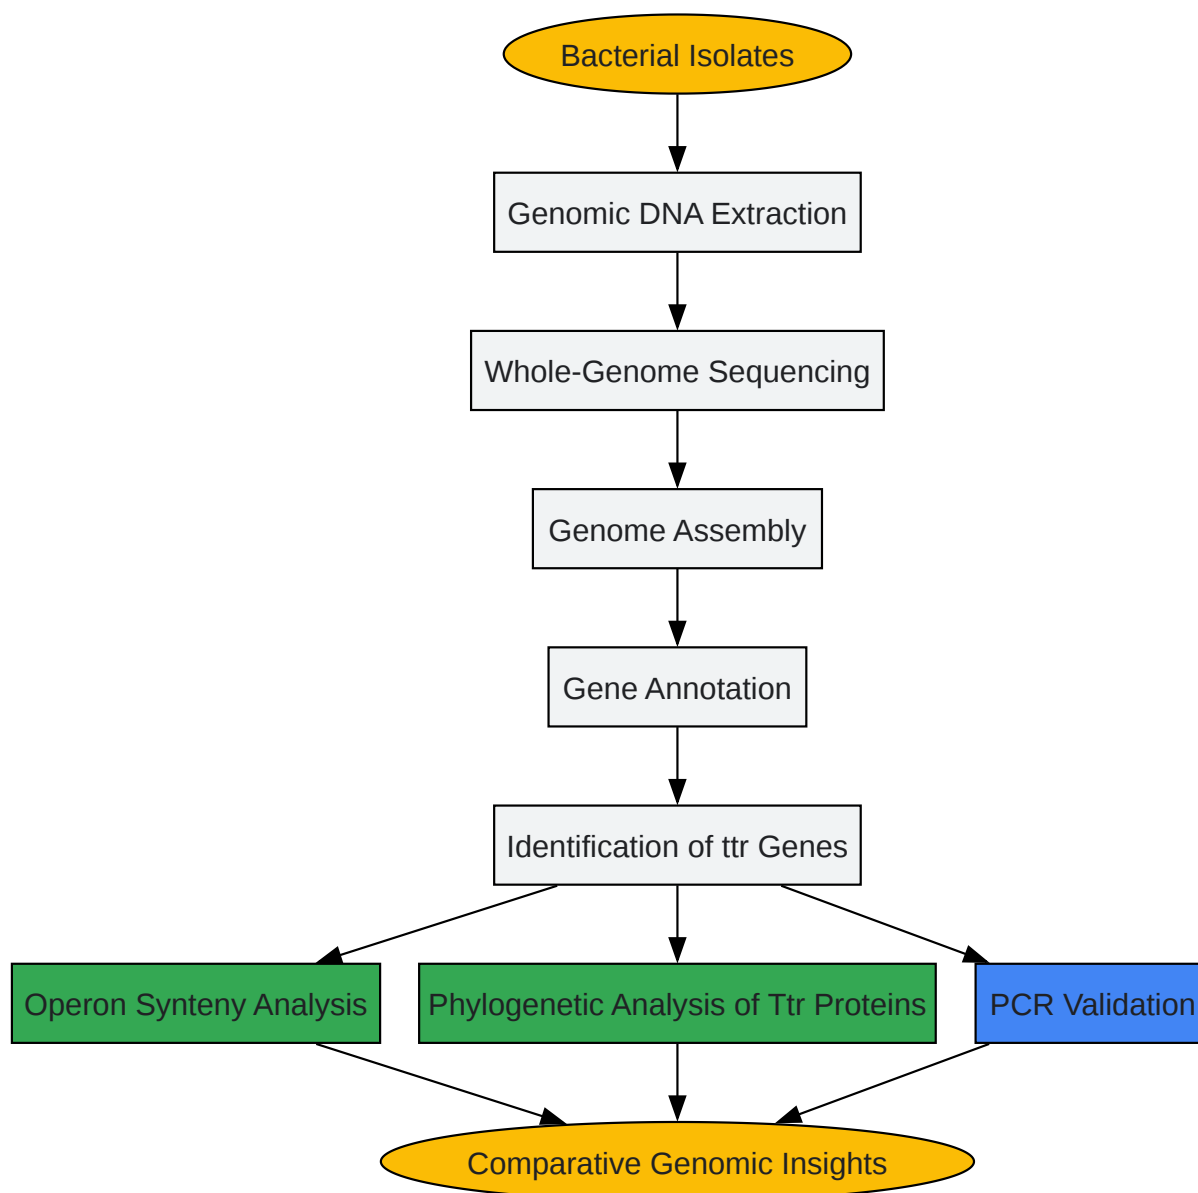 Bacterial Isolates
Genomic DNA Extraction
Whole-Genome Sequencing
Genome Assembly
Gene Annotation
Identification of ttr Genes
Operon Synteny Analysis
Phylogenetic Analysis of Ttr Proteins
PCR Validation
Comparative Genomic Insights